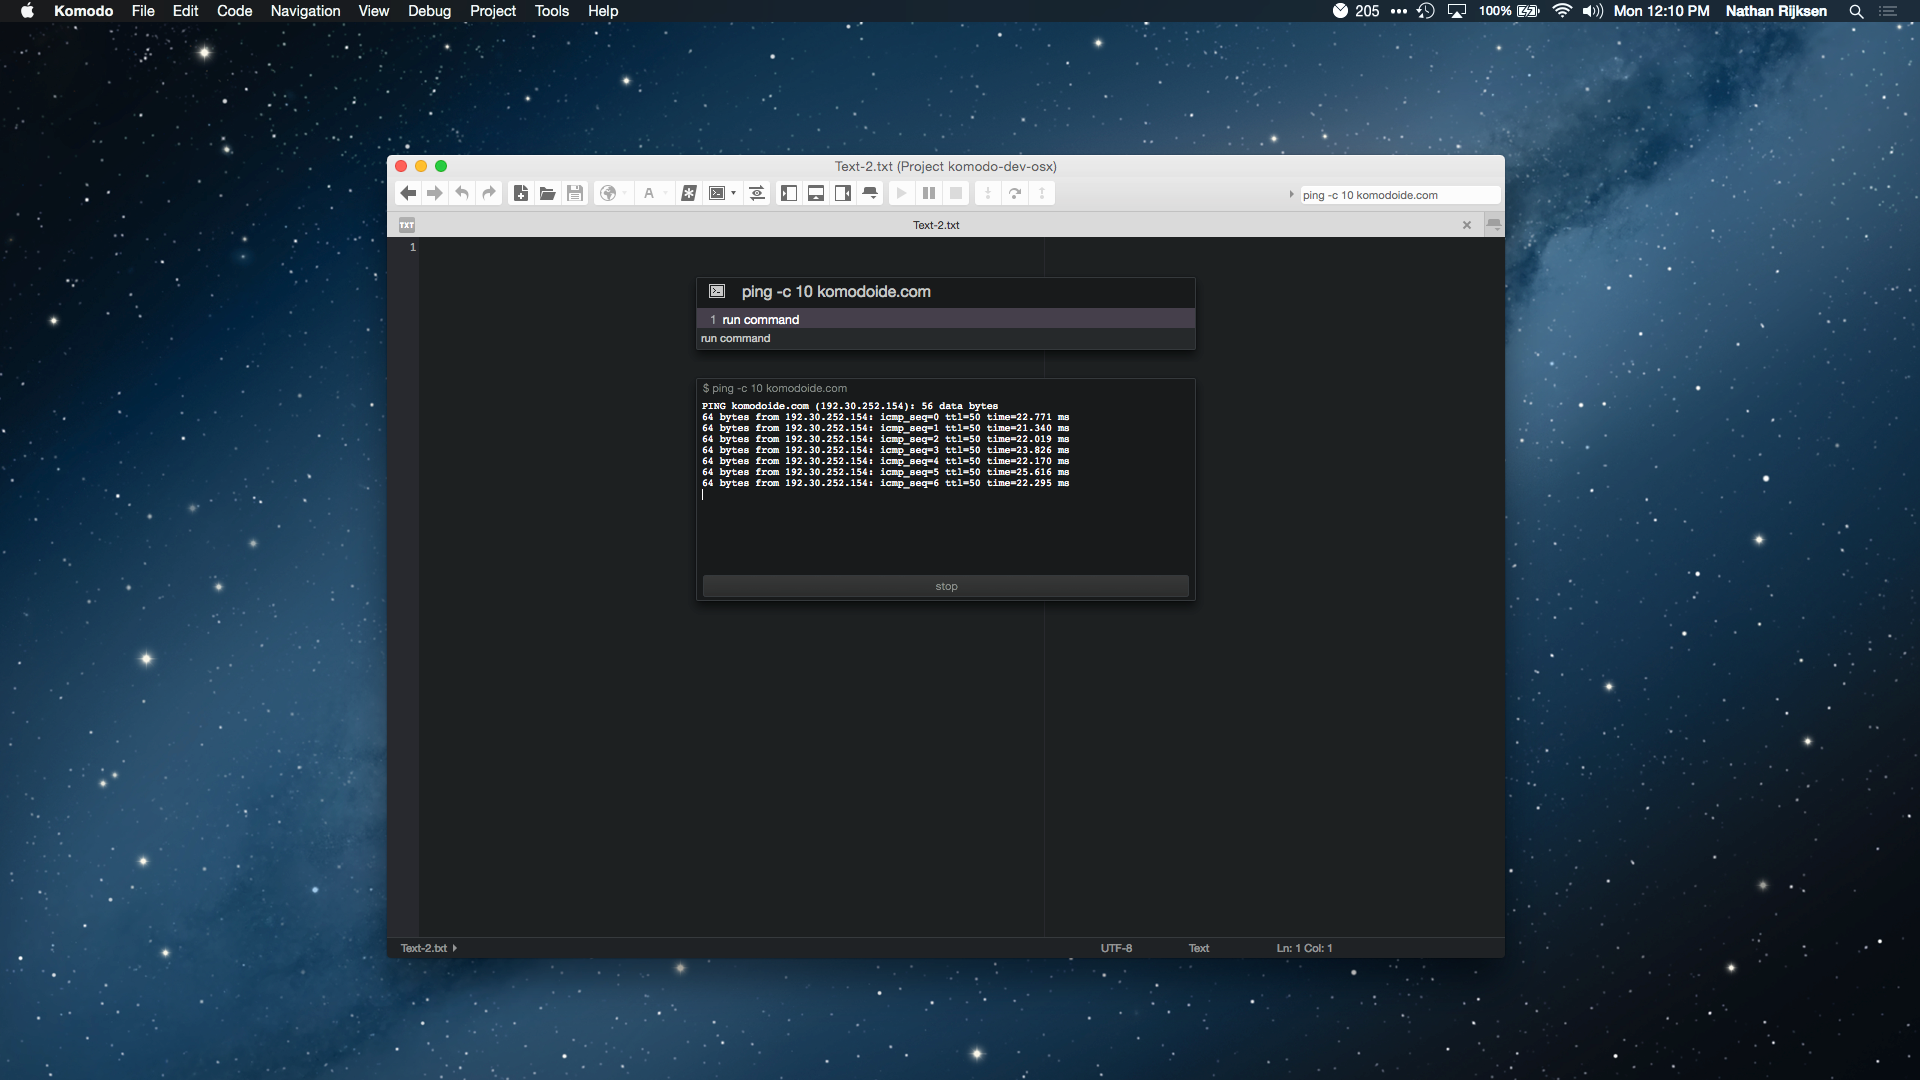 Komodo File Edit Code Navigation View Debug Project Tools Help 205 100% Mon 12:10 PM Nathan Rijksen
Text-2.txt (Project komodo-dev-osx)
A ping -c 10 komodoide.com
TXT Text-2.txt
1
ping -c 10 komodoide.com
1 run command
run command
$ ping -c 10 komodoide.com
PING komodoide.com (192.30.252.154): 56 data bytes
64 bytes from 192.30.252.154: icmp_seq=0 ttl=50 time=22.771 ms
64 bytes from 192.30.252.154: icmp_seq=1 ttl=50 time=21.340 ms
64 bytes from 192.30.252.154: icmp_seq=2 ttl=50 time=22.019 ms
64 bytes from 192.30.252.154: icmp_seq=3 ttl=50 time=23.826 ms
64 bytes from 192.30.252.154: icmp_seq=4 ttl=50 time=22.170 ms
64 bytes from 192.30.252.154: icmp_seq=5 ttl=50 time=25.616 ms
64 bytes from 192.30.252.154: icmp_seq=6 ttl=50 time=22.295 ms
stop
Text-2.txt UTF-8 Text Ln: 1 Col: 1